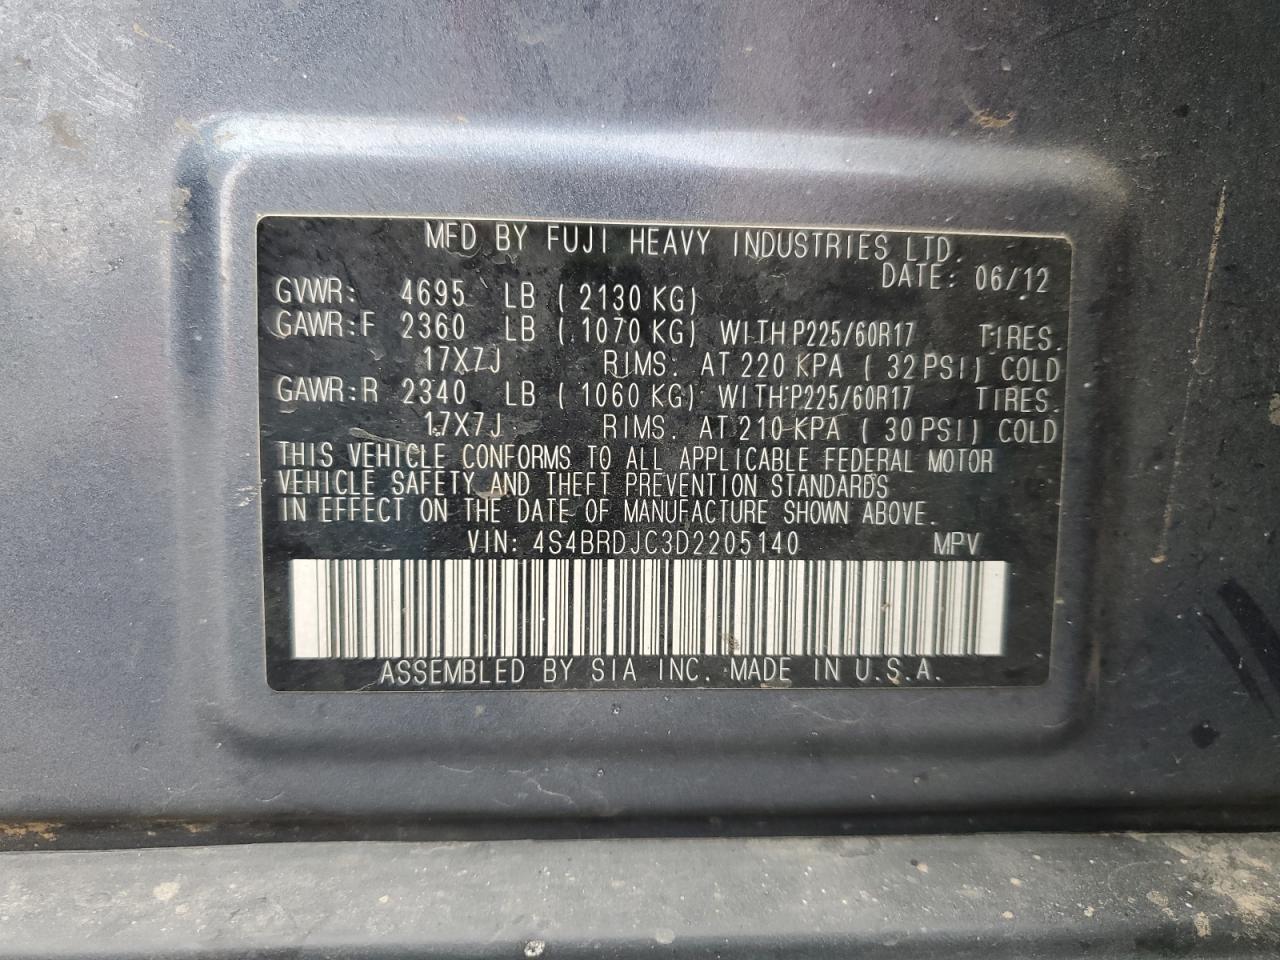 MFD BY FUJI HEAVY INDUSTRIES LTD.
DATE: 06/12
GVWR: 4695 LB ( 2130 KG)
GAWR:F 2360 LB ( 1070 KG) WITH P225/60R17 TIRES.
17X7J RIMS. AT 220 KPA ( 32 PSI) COLD
GAWR:R 2340 LB ( 1060 KG) WITH P225/60R17 TIRES.
17X7J RIMS. AT 210 KPA ( 30 PSI) COLD
THIS VEHICLE CONFORMS TO ALL APPLICABLE FEDERAL MOTOR
VEHICLE SAFETY AND THEFT PREVENTION STANDARDS
IN EFFECT ON THE DATE OF MANUFACTURE SHOWN ABOVE.
VIN: 4S4BRDJC3D2205140 MPV
ASSEMBLED BY SIA INC. MADE IN U.S.A.